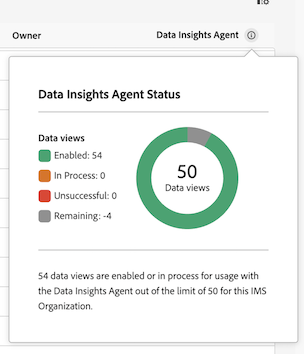 Owner
Data Insights Agent
Data Insights Agent Status
Data views
Enabled: 54
In Process: 0
Unsuccessful: 0
Remaining: -4
50
Data views
54 data views are enabled or in process for usage with
the Data Insights Agent out of the limit of 50 for this IMS
Organization.